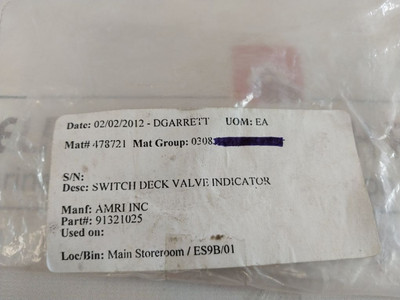 Date: 02/02/2012 - DGARRETT UOM: EA
Mat# 478721 Mat Group: 0308
S/N:
Desc: SWITCH DECK VALVE INDICATOR
Manf: AMRI INC
Part#: 91321025
Used on:
Loc/Bin: Main Storeroom / ES9B/01